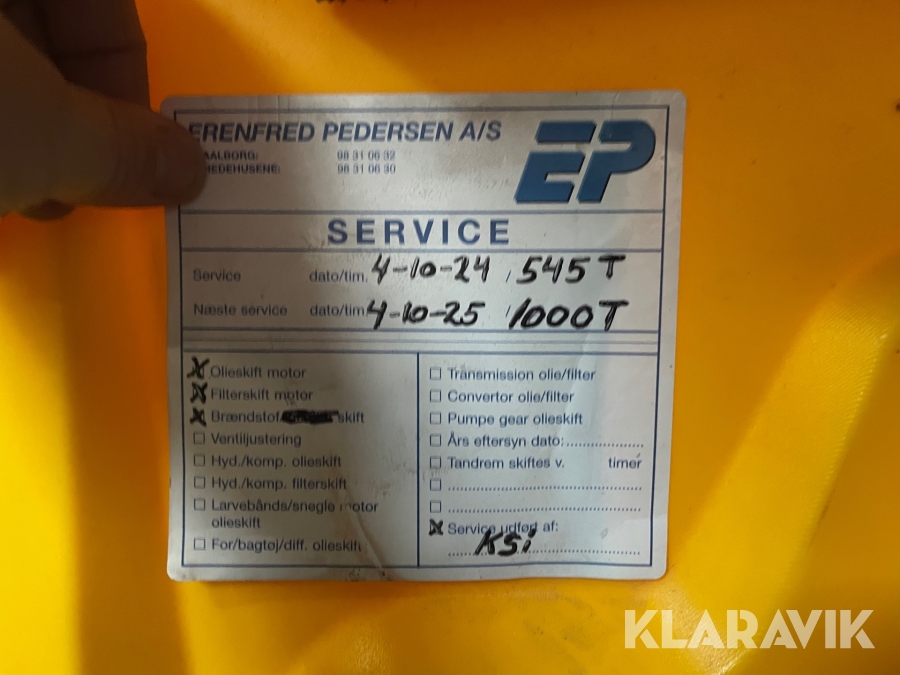 ERENFRED PEDERSEN A/S
EP
AALBORG: 98 31 06 32
98 31 06 30
SERVICE
Service dato/tim. 4-10-24 / 545 T
Næste service dato/tim 4-10-25 / 1000 T
X Olieskift motor
X Filterskift motor
X Brændstof skift
Ventiljustering
Hyd./komp. olieskift
Hyd./komp. filterskift
Larvebånds/snegle motor
olieskift
For/bagtøj/diff. olieskift
Transmission olie/filter
Convertor olie/filter
Pumpe gear olieskift
Års eftersyn dato:
Tandrem skiftes v. timer
X Service udført af:
KSi
KLARAVIK